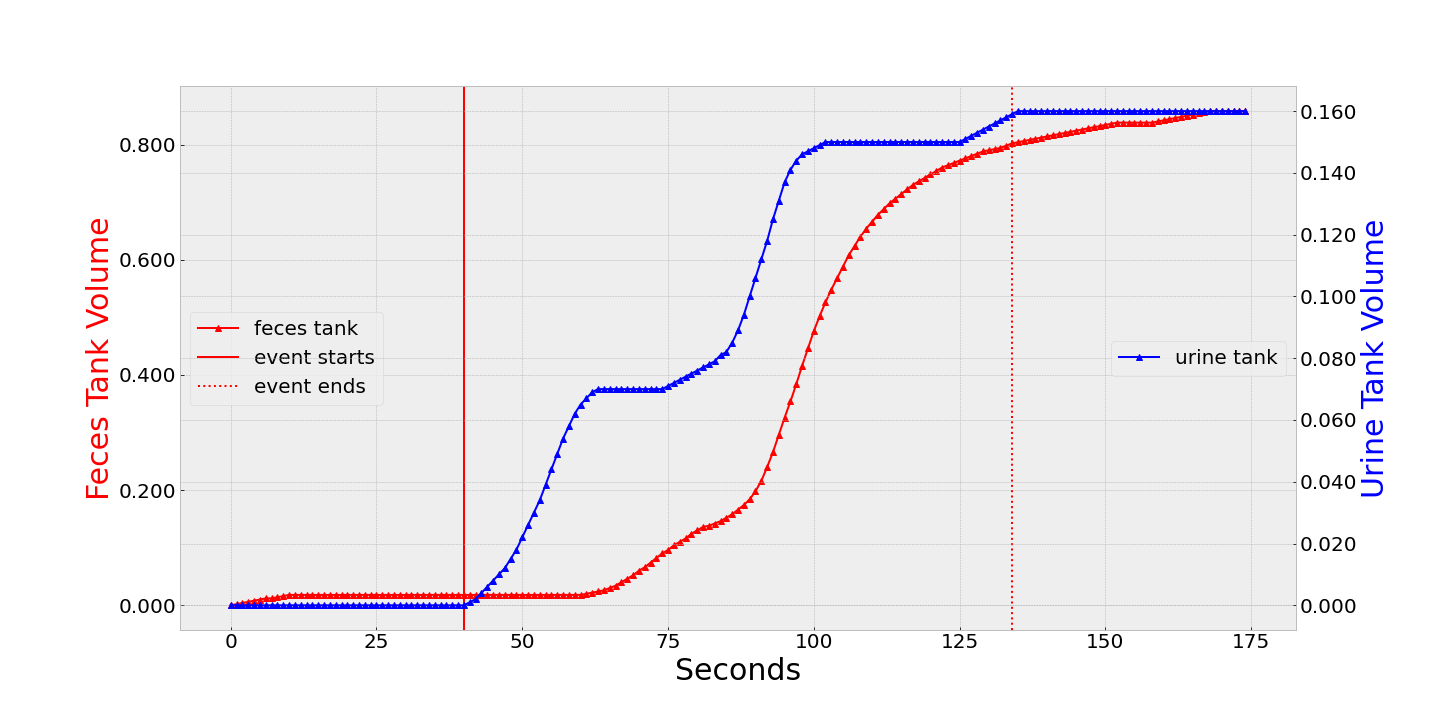 Feces Tank Volume
0.800
0.600
0.400
0.200
0.000
feces tank
event starts
event ends
urine tank
0.160
0.140
0.120
0.100
0.080
0.060
0.040
0.020
0.000
Urine Tank Volume
0 25 50 75 100 125 150 175
Seconds